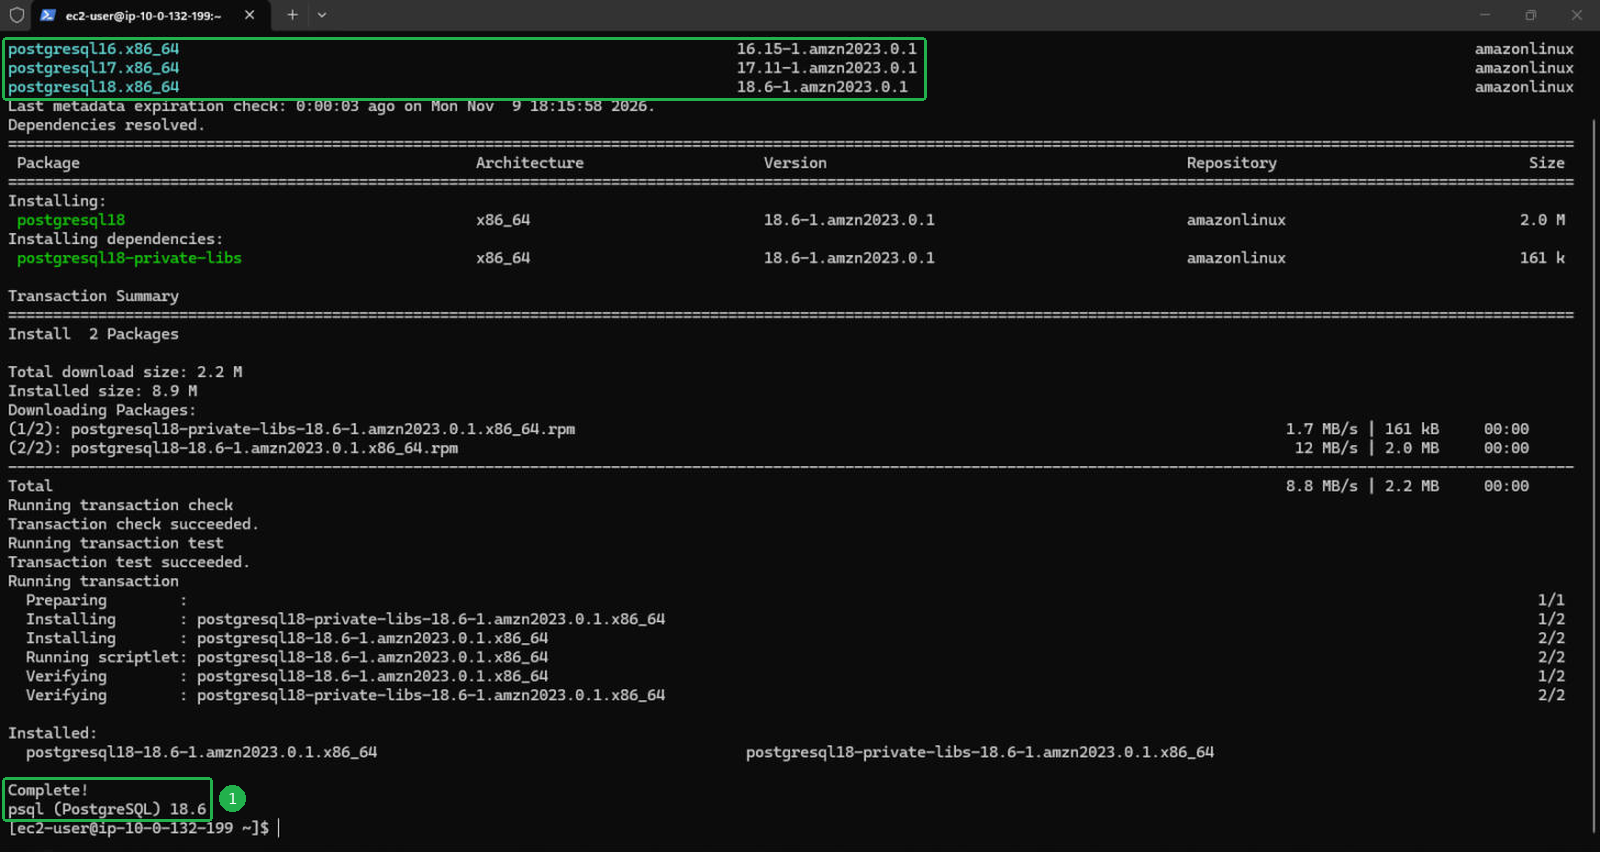 ec2-user@ip-10-0-132-199:~
postgresql16.x86_64 16.15-1.amzn2023.0.1 amazonlinux
postgresql17.x86_64 17.11-1.amzn2023.0.1 amazonlinux
postgresql18.x86_64 18.6-1.amzn2023.0.1 amazonlinux
Last metadata expiration check: 0:00:03 ago on Mon Nov  9 18:15:58 2026.
Dependencies resolved.
Package Architecture Version Repository Size
Installing:
postgresql18 x86_64 18.6-1.amzn2023.0.1 amazonlinux 2.0 M
Installing dependencies:
postgresql18-private-libs x86_64 18.6-1.amzn2023.0.1 amazonlinux 161 k
Transaction Summary
Install  2 Packages
Total download size: 2.2 M
Installed size: 8.9 M
Downloading Packages:
(1/2): postgresql18-private-libs-18.6-1.amzn2023.0.1.x86_64.rpm 1.7 MB/s | 161 kB 00:00
(2/2): postgresql18-18.6-1.amzn2023.0.1.x86_64.rpm 12 MB/s | 2.0 MB 00:00
Total 8.8 MB/s | 2.2 MB 00:00
Running transaction check
Transaction check succeeded.
Running transaction test
Transaction test succeeded.
Running transaction
Preparing : 1/1
Installing : postgresql18-private-libs-18.6-1.amzn2023.0.1.x86_64 1/2
Installing : postgresql18-18.6-1.amzn2023.0.1.x86_64 2/2
Running scriptlet: postgresql18-18.6-1.amzn2023.0.1.x86_64 2/2
Verifying : postgresql18-18.6-1.amzn2023.0.1.x86_64 1/2
Verifying : postgresql18-private-libs-18.6-1.amzn2023.0.1.x86_64 2/2
Installed:
postgresql18-18.6-1.amzn2023.0.1.x86_64 postgresql18-private-libs-18.6-1.amzn2023.0.1.x86_64
Complete!
psql (PostgreSQL) 18.6
1
[ec2-user@ip-10-0-132-199 ~]$